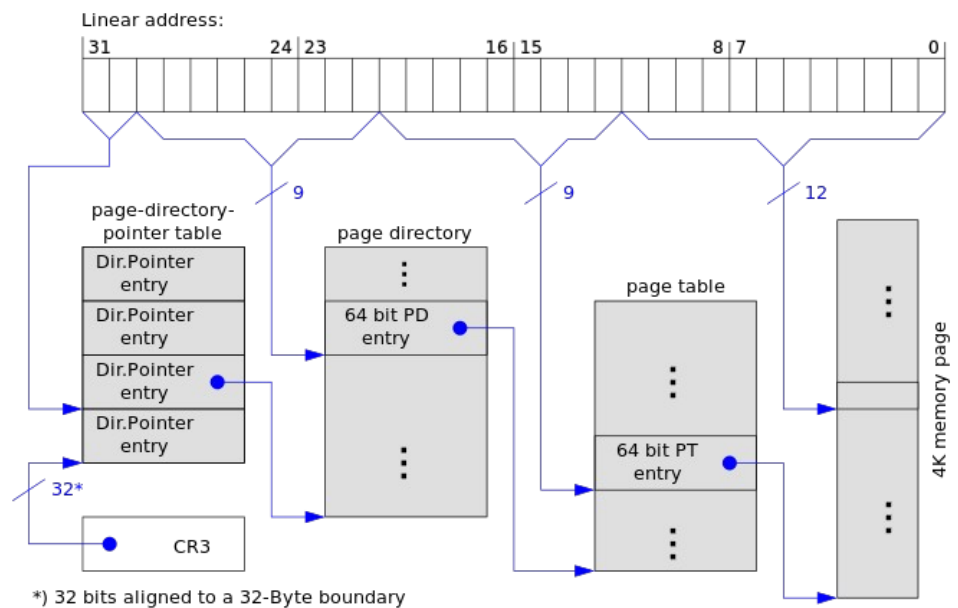 Linear address:
31 24 23 16 15 8 7 0
9 9 12
page-directory-
pointer table
page directory
page table
Dir.Pointer
entry
Dir.Pointer
entry
Dir.Pointer
entry
Dir.Pointer
entry
64 bit PD
entry
64 bit PT
entry
4K memory page
32*
CR3
*) 32 bits aligned to a 32-Byte boundary